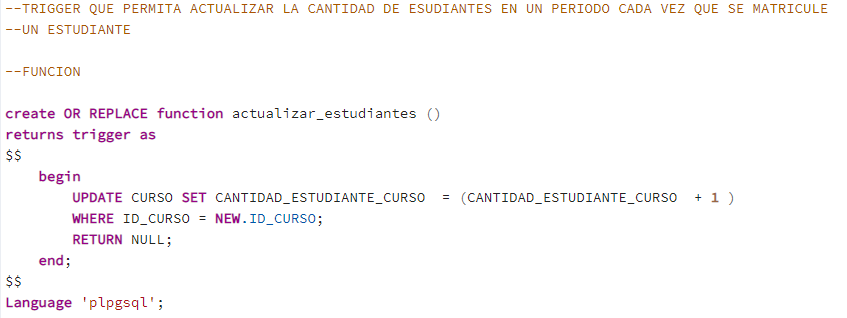 --TRIGGER QUE PERMITA ACTUALIZAR LA CANTIDAD DE ESUDIANTES EN UN PERIODO CADA VEZ QUE SE MATRICULE
--UN ESTUDIANTE
--FUNCION
create OR REPLACE function actualizar_estudiantes ()
returns trigger as
$$
begin
UPDATE CURSO SET CANTIDAD_ESTUDIANTE_CURSO = (CANTIDAD_ESTUDIANTE_CURSO + 1 )
WHERE ID_CURSO = NEW.ID_CURSO;
RETURN NULL;
end;
$$
Language 'plpgsql';